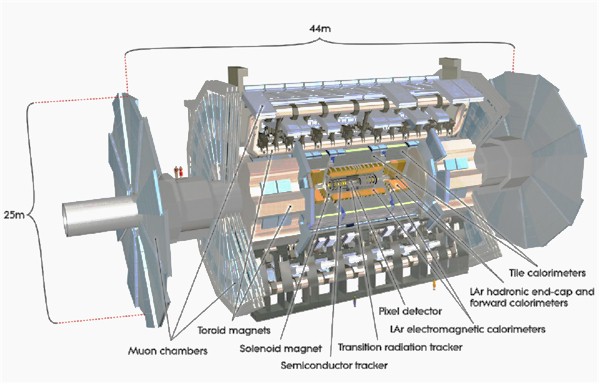 44m
25m
Tile calorimeters
LAr hadronic end-cap and
forward calorimeters
Pixel detector
Toroid magnets
LAr electromagnetic calorimeters
Muon chambers
Solenoid magnet
Transition radiation tracker
Semiconductor tracker